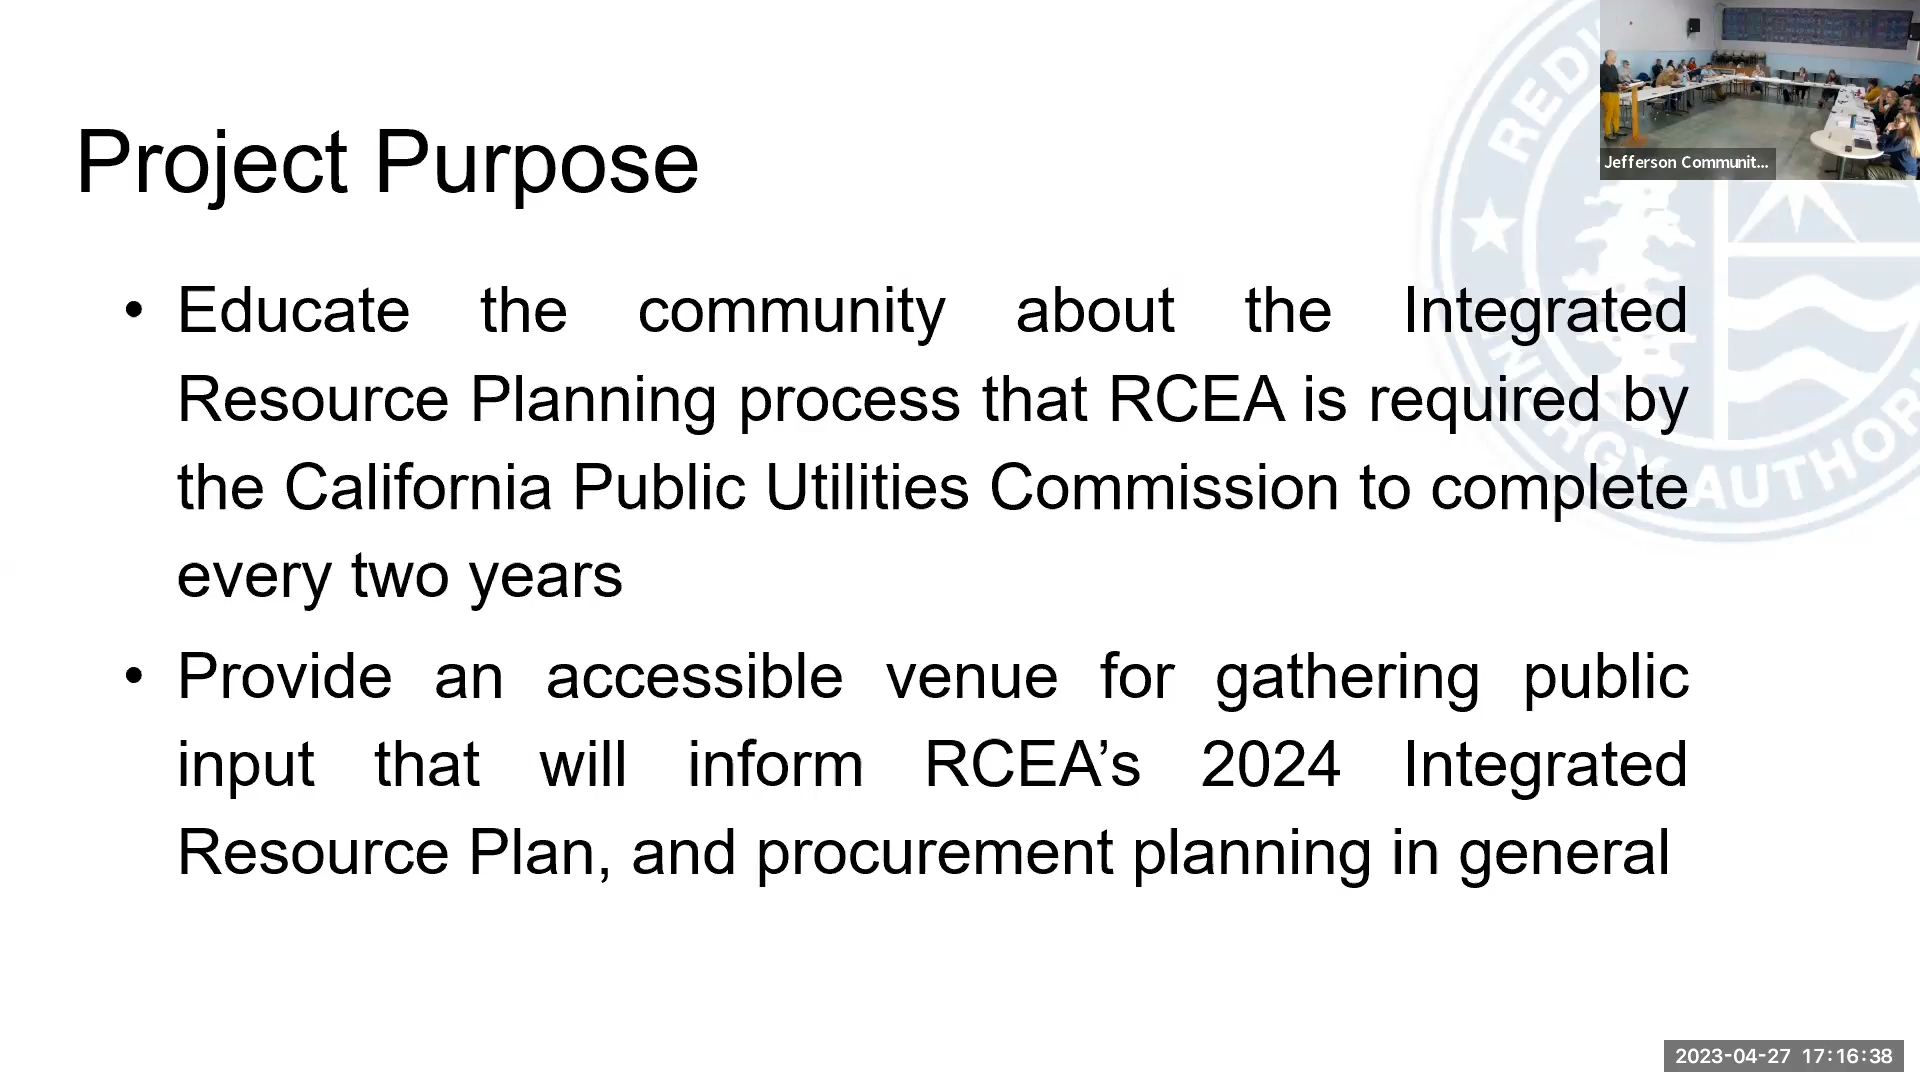 Project Purpose
• Educate the community about the Integrated
Resource Planning process that RCEA is required by
the California Public Utilities Commission to complete
every two years
• Provide an accessible venue for gathering public
input that will inform RCEA’s 2024 Integrated
Resource Plan, and procurement planning in general
Jefferson Communit...
2023-04-27 17:16:38